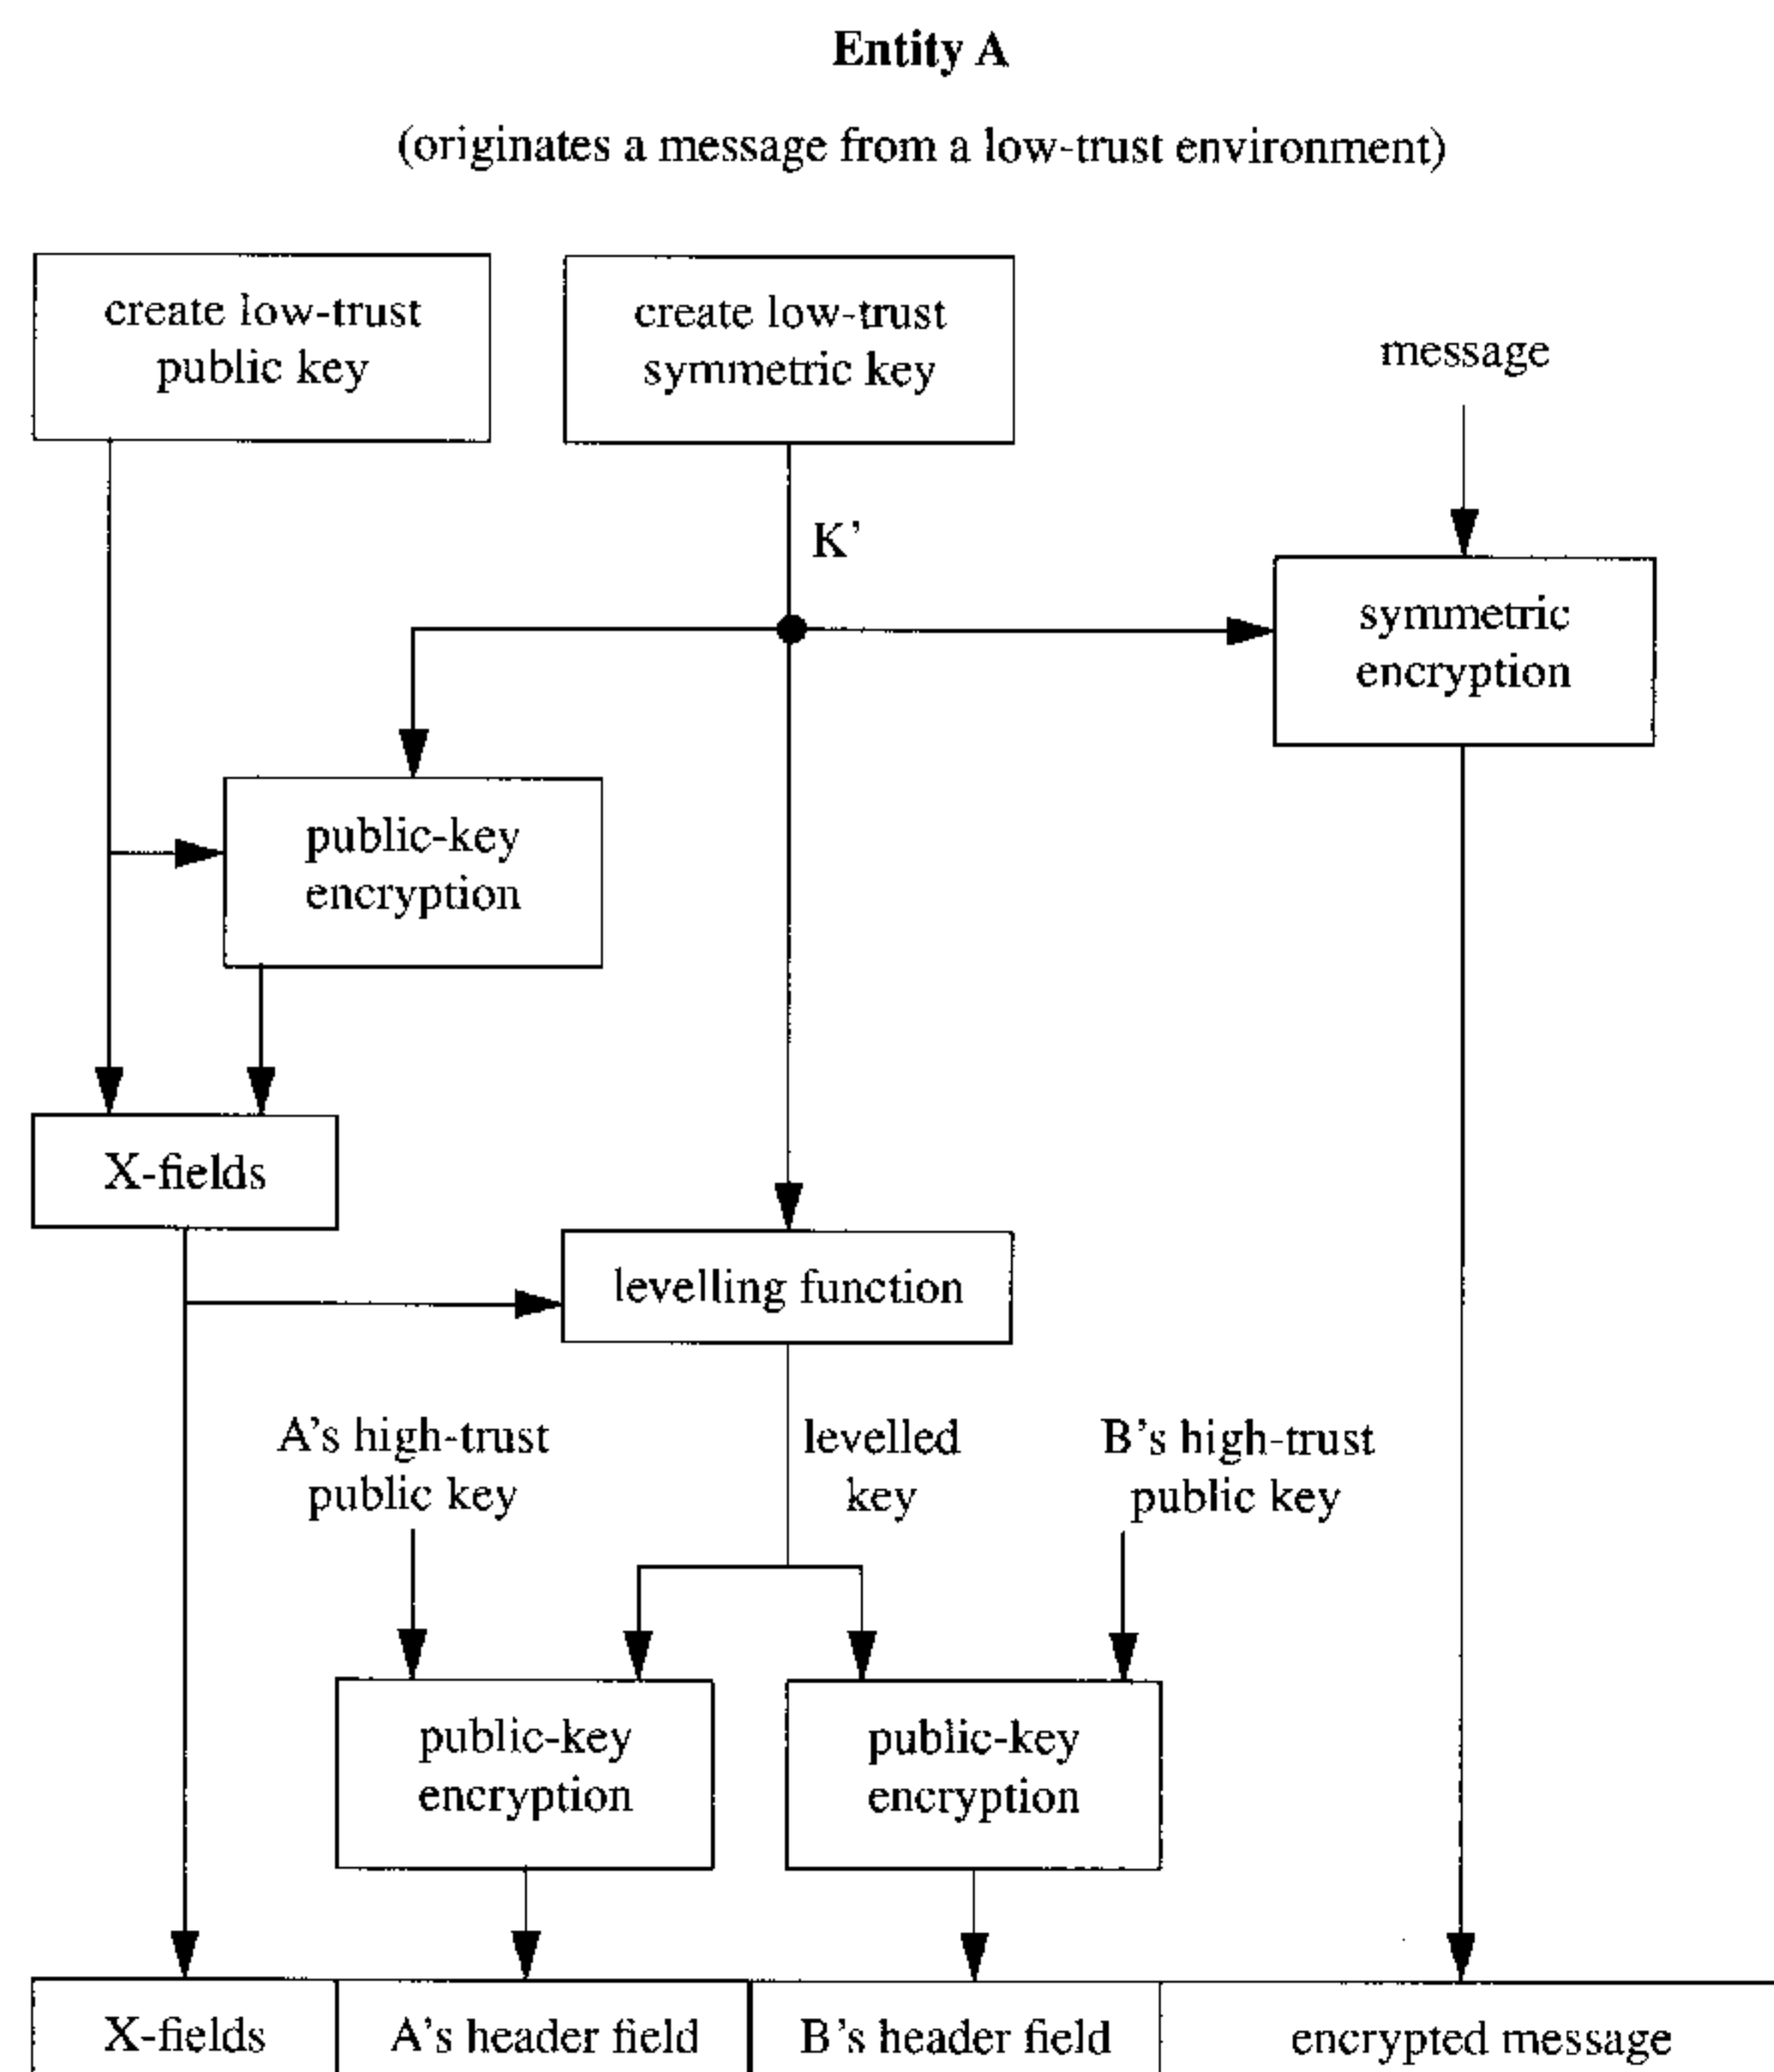 Entity A
(originates a message from a low-trust environment)
create low-trust
public key
create low-trust
symmetric key
message
K’
symmetric
encryption
public-key
encryption
X-fields
levelling function
A’s high-trust
public key
levelled
key
B’s high-trust
public key
public-key
encryption
public-key
encryption
X-fields
A’s header field
B’s header field
encrypted message